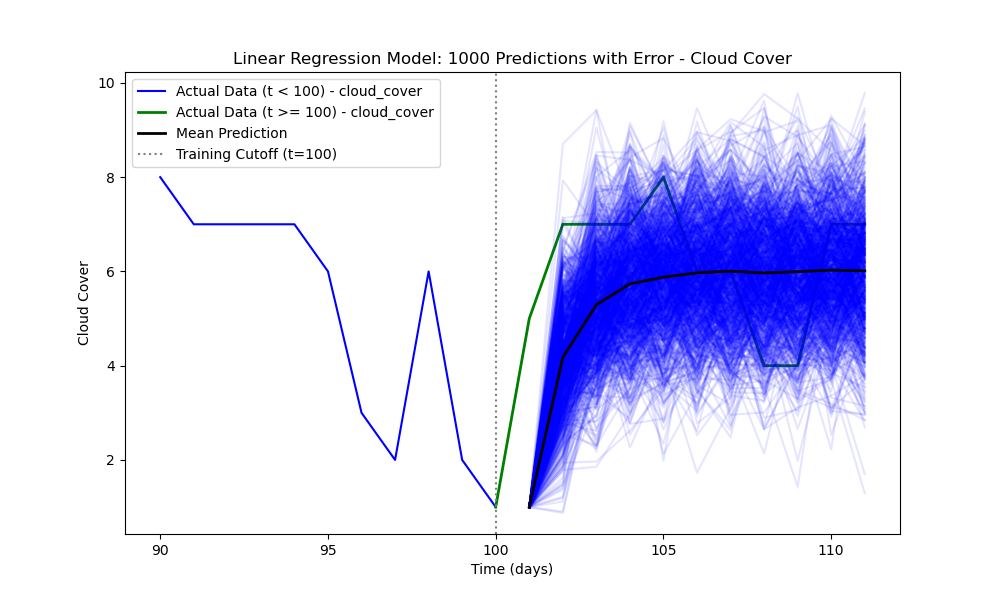 Linear Regression Model: 1000 Predictions with Error - Cloud Cover
Actual Data (t < 100) - cloud_cover
Actual Data (t >= 100) - cloud_cover
Mean Prediction
Training Cutoff (t=100)
10
8
6
4
2
Cloud Cover
90
95
100
105
110
Time (days)